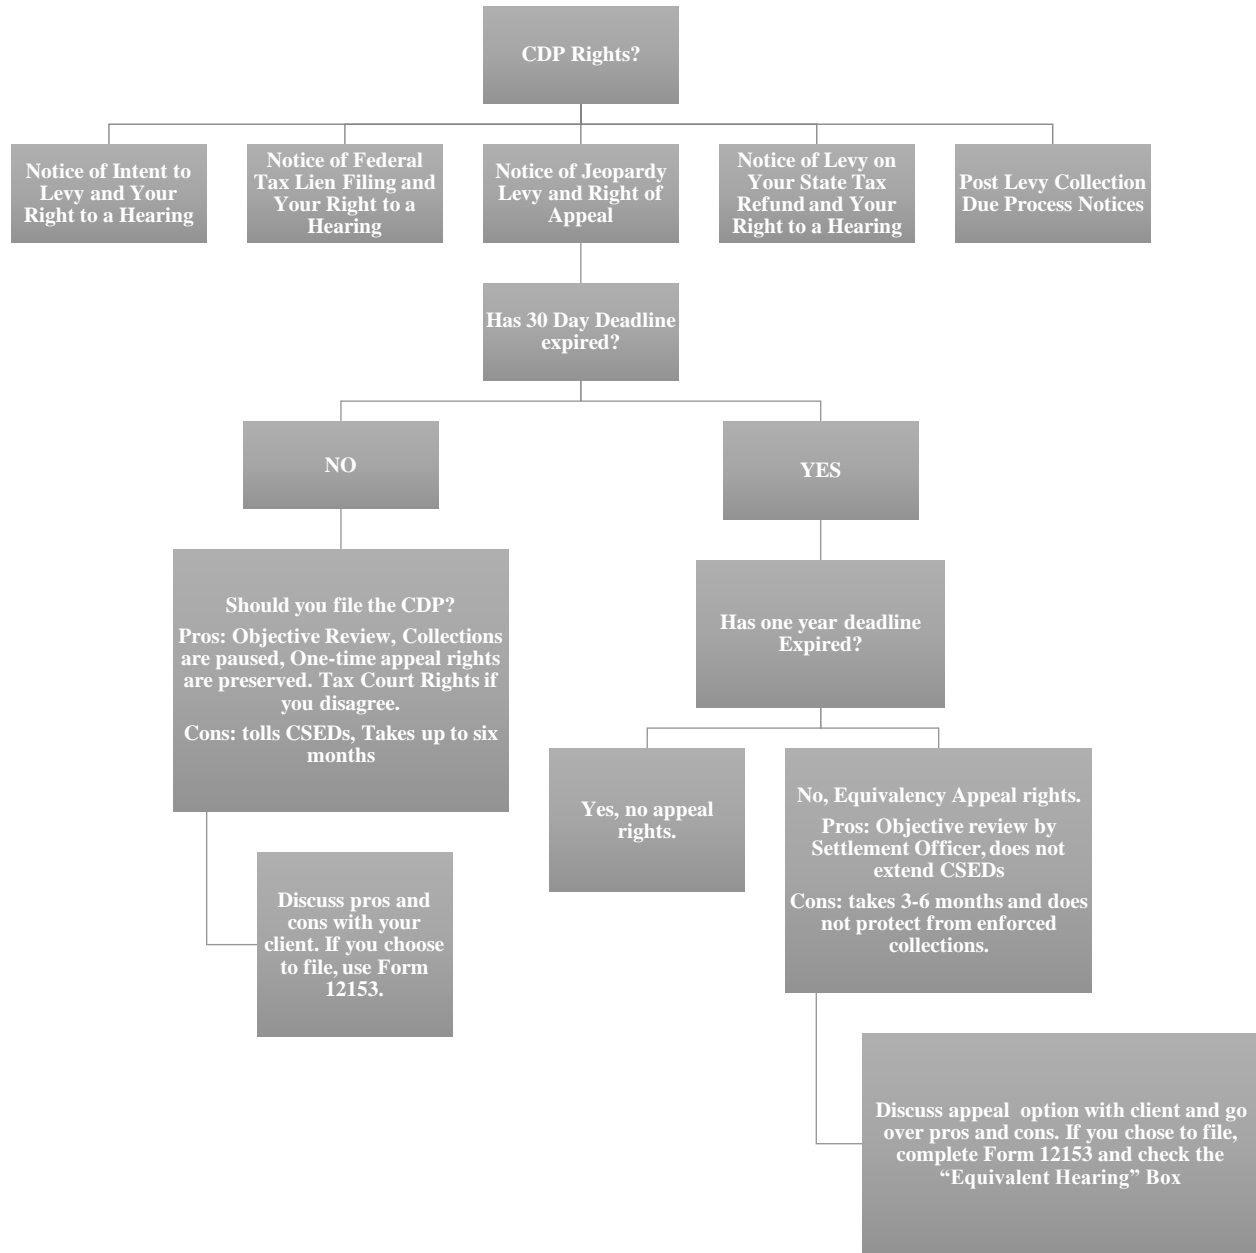 CDP Rights?
Notice of Intent to
Levy and Your
Right to a Hearing
Notice of Federal
Tax Lien Filing and
Your Right to a
Hearing
Notice of Jeopardy
Levy and Right of
Appeal
Notice of Levy on
Your State Tax
Refund and Your
Right to a Hearing
Post Levy Collection
Due Process Notices
Has 30 Day Deadline
expired?
NO
YES
Should you file the CDP?
Pros: Objective Review, Collections
are paused, One-time appeal rights
are preserved. Tax Court Rights if
you disagree.
Cons: tolls CSEDs, Takes up to six
months
Discuss pros and
cons with your
client. If you choose
to file, use Form
12153.
Has one year deadline
Expired?
Yes, no appeal
rights.
No, Equivalency Appeal rights.
Pros: Objective review by
Settlement Officer, does not
extend CSEDs
Cons: takes 3-6 months and does
not protect from enforced
collections.
Discuss appeal option with client and go
over pros and cons. If you chose to file,
complete Form 12153 and check the
“Equivalent Hearing” Box